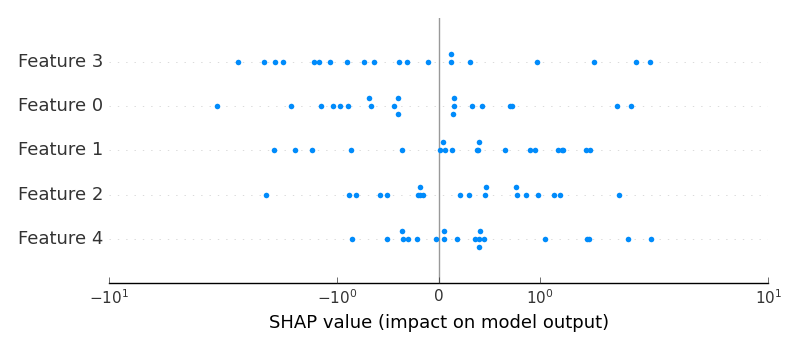 Feature 3
Feature 0
Feature 1
Feature 2
Feature 4
−10¹ −10⁰ 0 10⁰ 10¹
SHAP value (impact on model output)